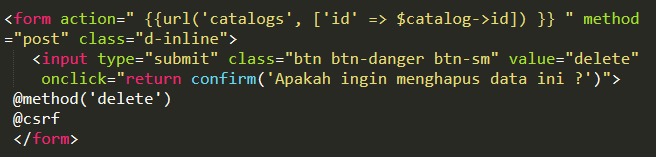 <form action=" {{url('catalogs', ['id' => $catalog->id]) }} " method
="post" class="d-inline">
<input type="submit" class="btn btn-danger btn-sm" value="delete"
onclick="return confirm('Apakah ingin menghapus data ini ?')">
@method('delete')
@csrf
</form>